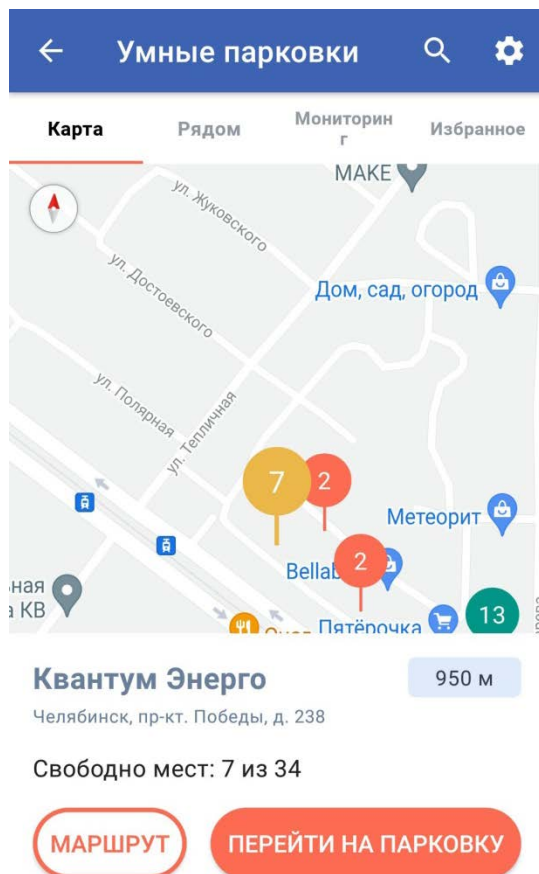 Умные парковки
Карта
Рядом
Мониторин
г
Избранное
MAKE
ул. Жуковского
Дом, сад, огород
ул. Достоевского
ул. Полярная
ул. Тепличная
7
2
Метеорит
2
ная
а КВ
Пятёрочка
13
Квантум Энерго
950 м
Челябинск, пр-кт. Победы, д. 238
Свободно мест: 7 из 34
МАРШРУТ
ПЕРЕЙТИ НА ПАРКОВКУ